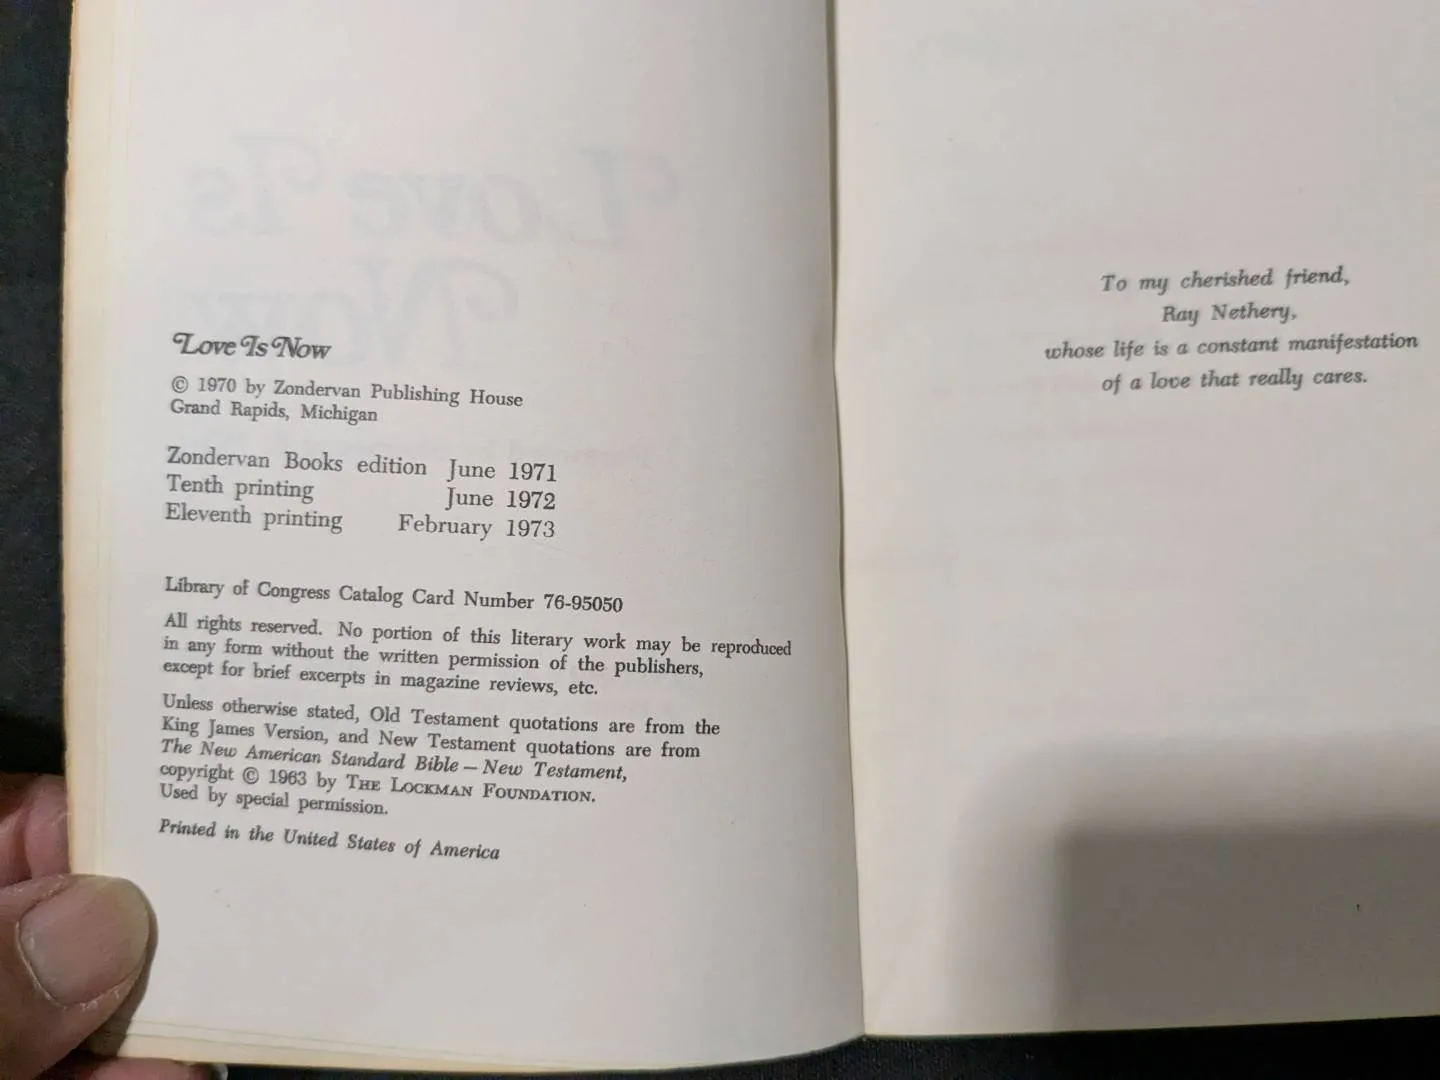 Love Is Now
© 1970 by Zondervan Publishing House
Grand Rapids, Michigan
Zondervan Books edition June 1971
Tenth printing June 1972
Eleventh printing February 1973
Library of Congress Catalog Card Number 76-95050
All rights reserved. No portion of this literary work may be reproduced
in any form without the written permission of the publishers,
except for brief excerpts in magazine reviews, etc.
Unless otherwise stated, Old Testament quotations are from the
King James Version, and New Testament quotations are from
The New American Standard Bible — New Testament,
copyright © 1963 by THE LOCKMAN FOUNDATION.
Used by special permission.
Printed in the United States of America
To my cherished friend,
Ray Nethery,
whose life is a constant manifestation
of a love that really cares.